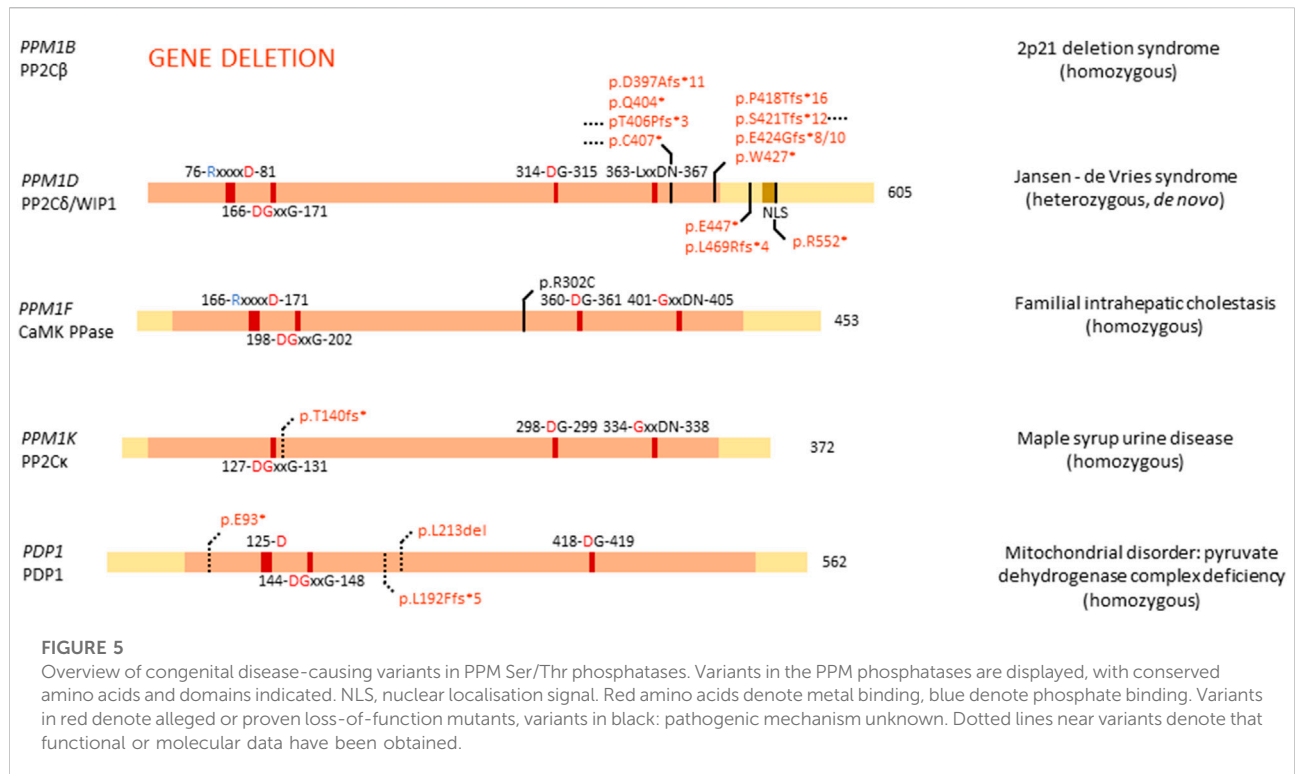 PPM1B
PP2Cβ
GENE DELETION
2p21 deletion syndrome
(homozygous)
p.D397Afs*11
p.Q404*
pT406Pfs*3
p.C407*
p.P418Tfs*16
p.S421Tfs*12
p.E424Gfs*8/10
p.W427*
76-RxxxxD-81
314-DG-315
363-LxxDN-367
PPM1D
PP2Cδ/WIP1
605
Jansen - de Vries syndrome
(heterozygous, de novo)
166-DGxxG-171
NLS
p.E447*
p.L469Rfs*4
p.R552*
p.R302C
166-RxxxxD-171
360-DG-361
401-GxxDN-405
PPM1F
CaMK PPase
453
Familial intrahepatic cholestasis
(homozygous)
198-DGxxG-202
p.T140fs*
298-DG-299
334-GxxDN-338
PPM1K
PP2Cκ
372
Maple syrup urine disease
(homozygous)
127-DGxxG-131
p.E93*
125-D
p.L213del
418-DG-419
PDP1
PDP1
562
Mitochondrial disorder: pyruvate
dehydrogenase complex deficiency
(homozygous)
144-DGxxG-148
p.L192Ffs*5
FIGURE 5
Overview of congenital disease-causing variants in PPM Ser/Thr phosphatases. Variants in the PPM phosphatases are displayed, with conserved
amino acids and domains indicated. NLS, nuclear localisation signal. Red amino acids denote metal binding, blue denote phosphate binding. Variants
in red denote alleged or proven loss-of-function mutants, variants in black: pathogenic mechanism unknown. Dotted lines near variants denote that
functional or molecular data have been obtained.